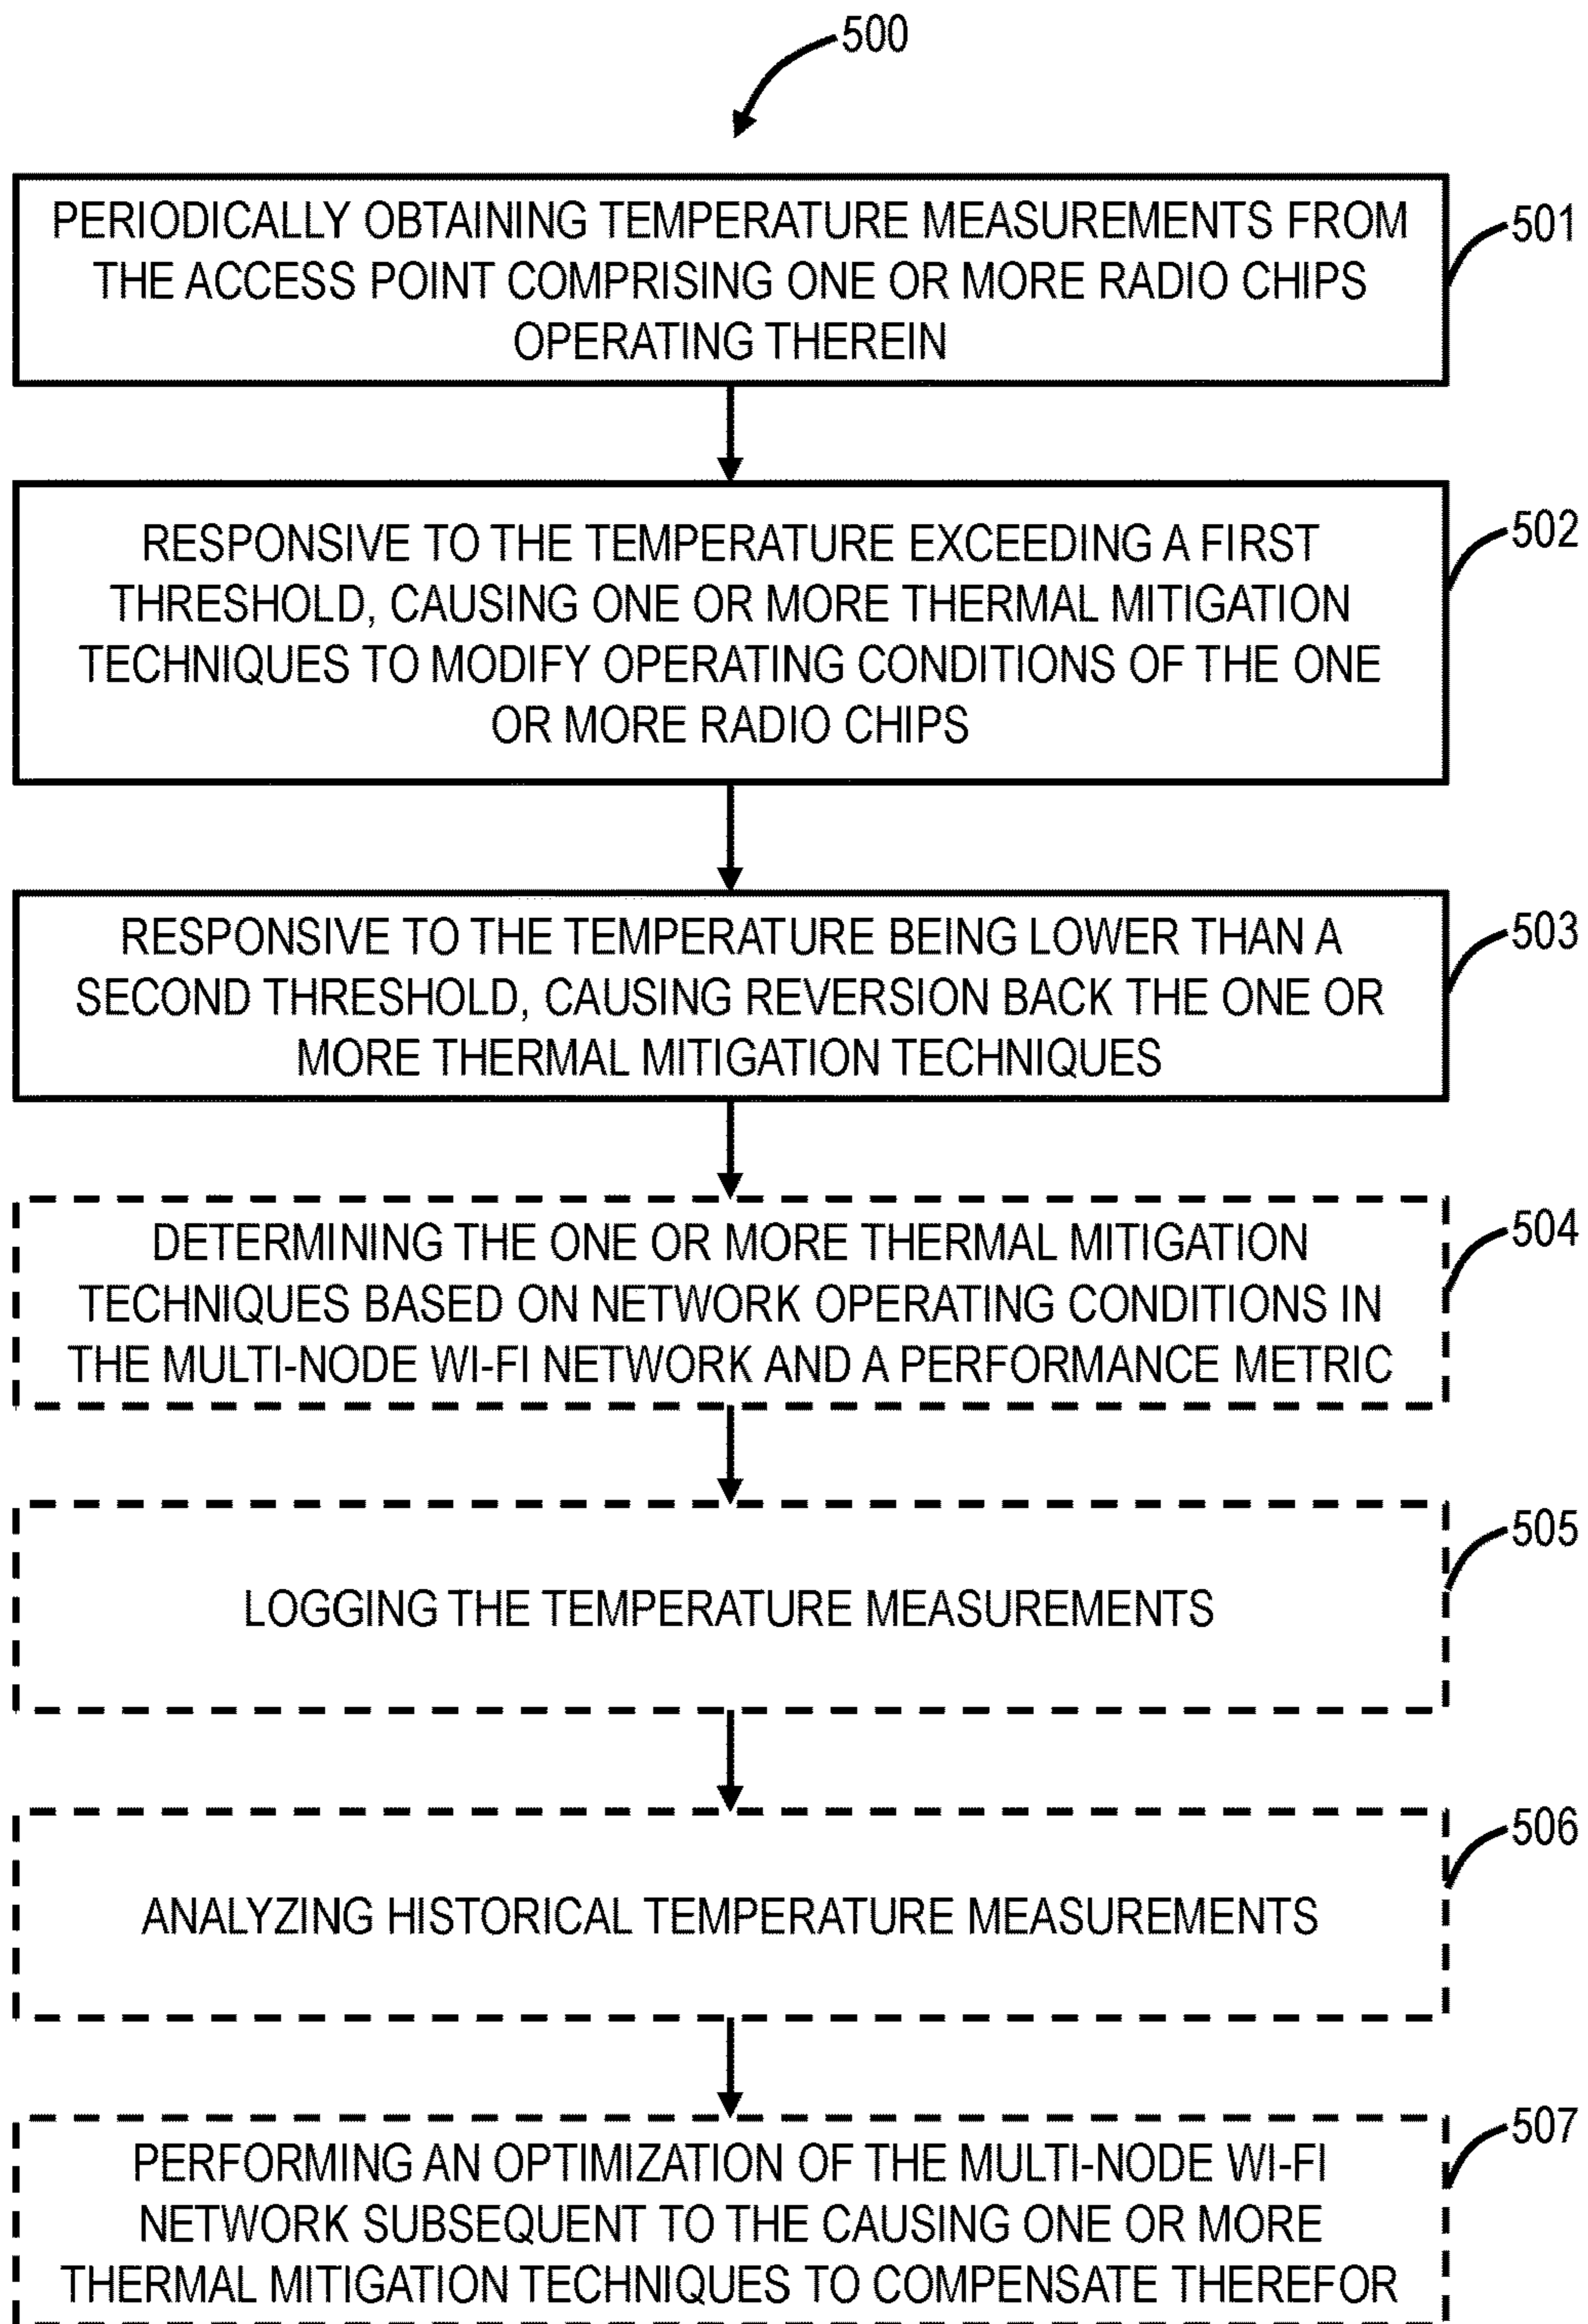 500
PERIODICALLY OBTAINING TEMPERATURE MEASUREMENTS FROM
THE ACCESS POINT COMPRISING ONE OR MORE RADIO CHIPS
OPERATING THEREIN
501
RESPONSIVE TO THE TEMPERATURE EXCEEDING A FIRST
THRESHOLD, CAUSING ONE OR MORE THERMAL MITIGATION
TECHNIQUES TO MODIFY OPERATING CONDITIONS OF THE ONE
OR MORE RADIO CHIPS
502
RESPONSIVE TO THE TEMPERATURE BEING LOWER THAN A
SECOND THRESHOLD, CAUSING REVERSION BACK THE ONE OR
MORE THERMAL MITIGATION TECHNIQUES
503
DETERMINING THE ONE OR MORE THERMAL MITIGATION
TECHNIQUES BASED ON NETWORK OPERATING CONDITIONS IN
THE MULTI-NODE WI-FI NETWORK AND A PERFORMANCE METRIC
504
LOGGING THE TEMPERATURE MEASUREMENTS
505
ANALYZING HISTORICAL TEMPERATURE MEASUREMENTS
506
PERFORMING AN OPTIMIZATION OF THE MULTI-NODE WI-FI
NETWORK SUBSEQUENT TO THE CAUSING ONE OR MORE
THERMAL MITIGATION TECHNIQUES TO COMPENSATE THEREFOR
507